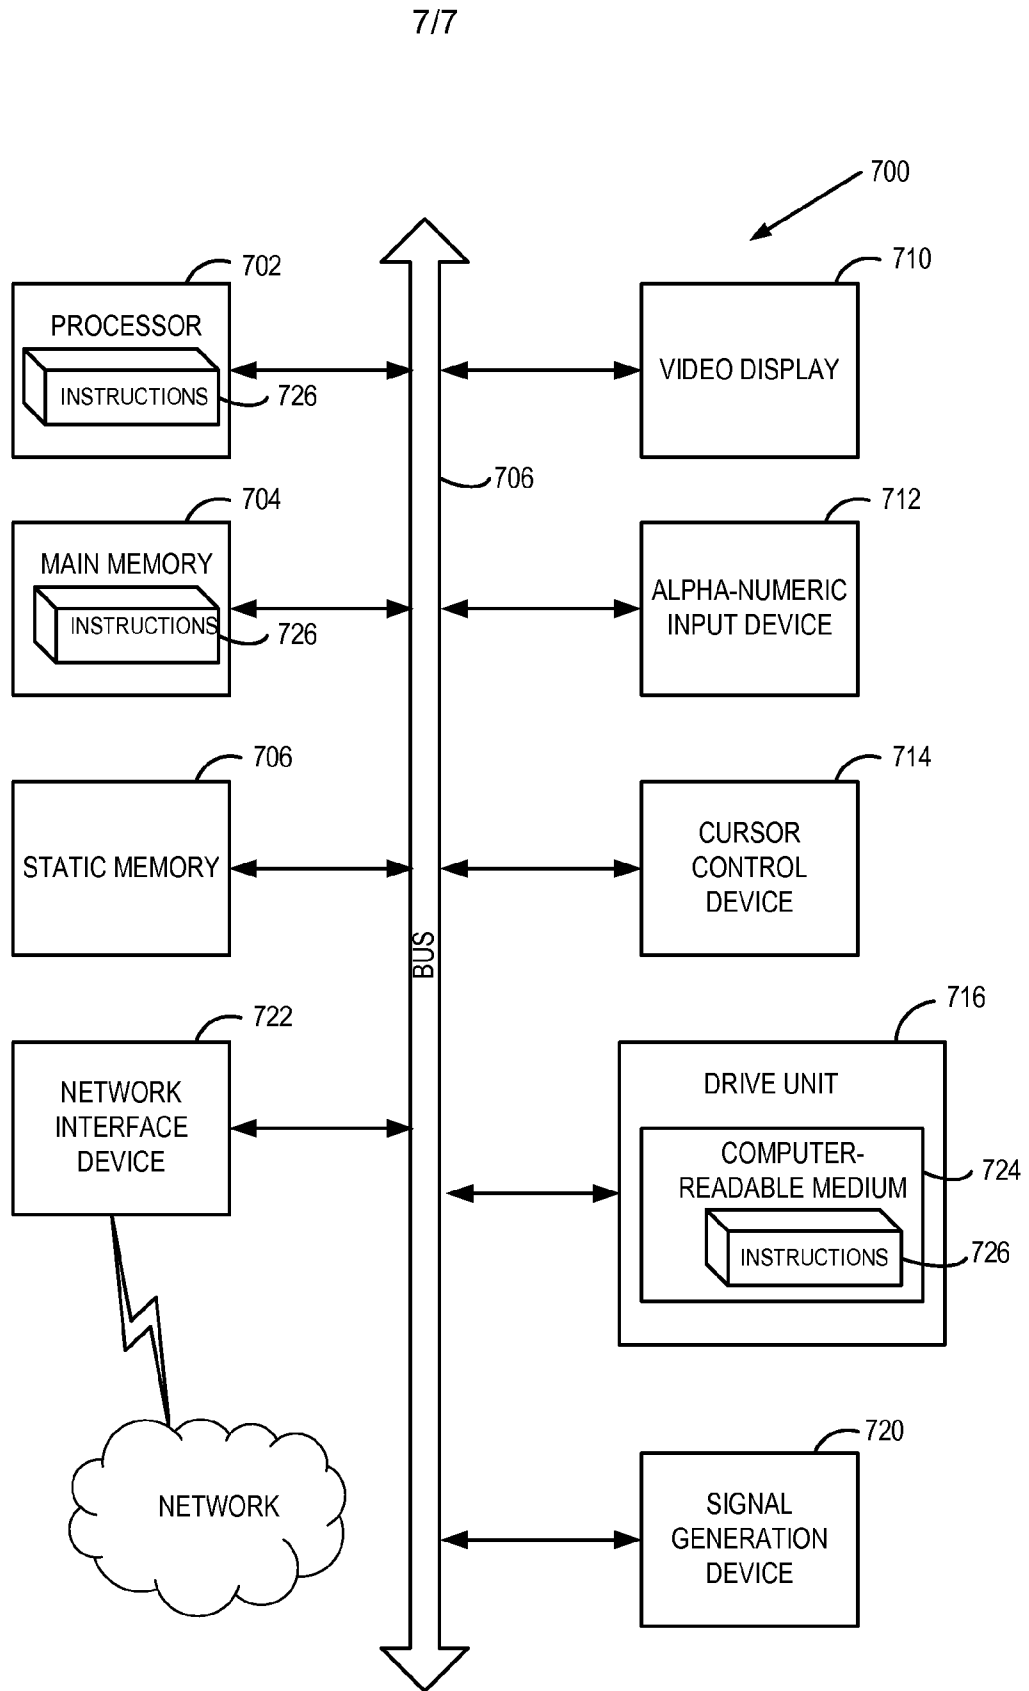 7/7
700
702
PROCESSOR
INSTRUCTIONS
726
710
VIDEO DISPLAY
706
704
MAIN MEMORY
INSTRUCTIONS
726
712
ALPHA-NUMERIC
INPUT DEVICE
706
STATIC MEMORY
714
CURSOR
CONTROL
DEVICE
BUS
722
NETWORK
INTERFACE
DEVICE
716
DRIVE UNIT
COMPUTER-
READABLE MEDIUM
724
INSTRUCTIONS
726
NETWORK
720
SIGNAL
GENERATION
DEVICE